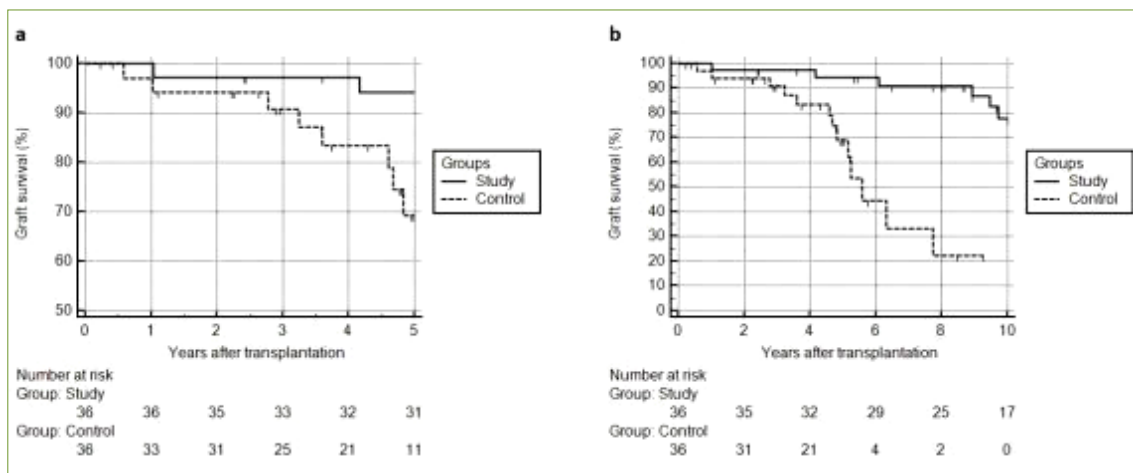 a
Graft survival (%)
100
90
80
70
60
50
0 1 2 3 4 5
Years after transplantation
Groups
Study
Control
Number at risk
Group: Study
36 36 35 33 32 31
Group: Control
36 33 31 25 21 11
b
Graft survival (%)
100
90
80
70
60
50
40
30
20
10
0
0 2 4 6 8 10
Years after transplantation
Groups
Study
Control
Number at risk
Group: Study
36 35 32 29 25 17
Group: Control
36 31 21 4 2 0